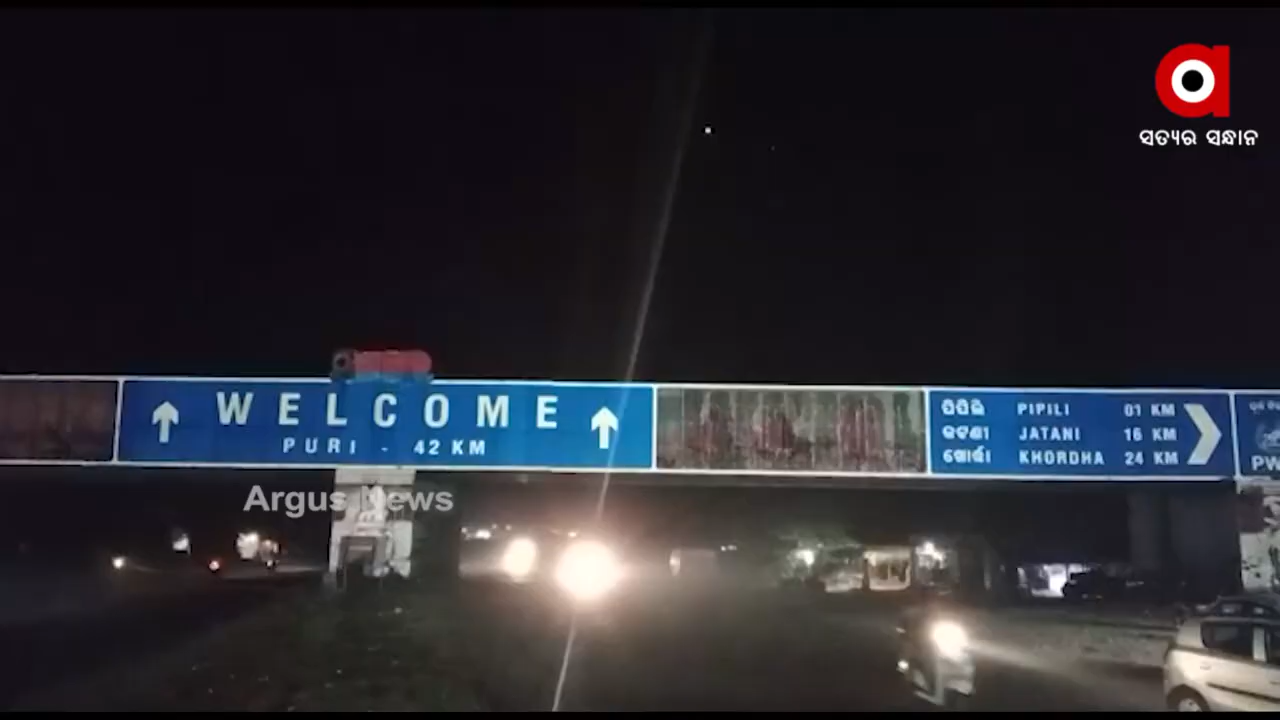 ସତ୍ୟର ସନ୍ଧାନ
WELCOME
PURI - 42 KM
ପିପିଲି PIPILI 01 KM
ଜଟଣୀ JATANI 16 KM
ଖୋର୍ଦ୍ଧା KHORDHA 24 KM
PW
Argus News